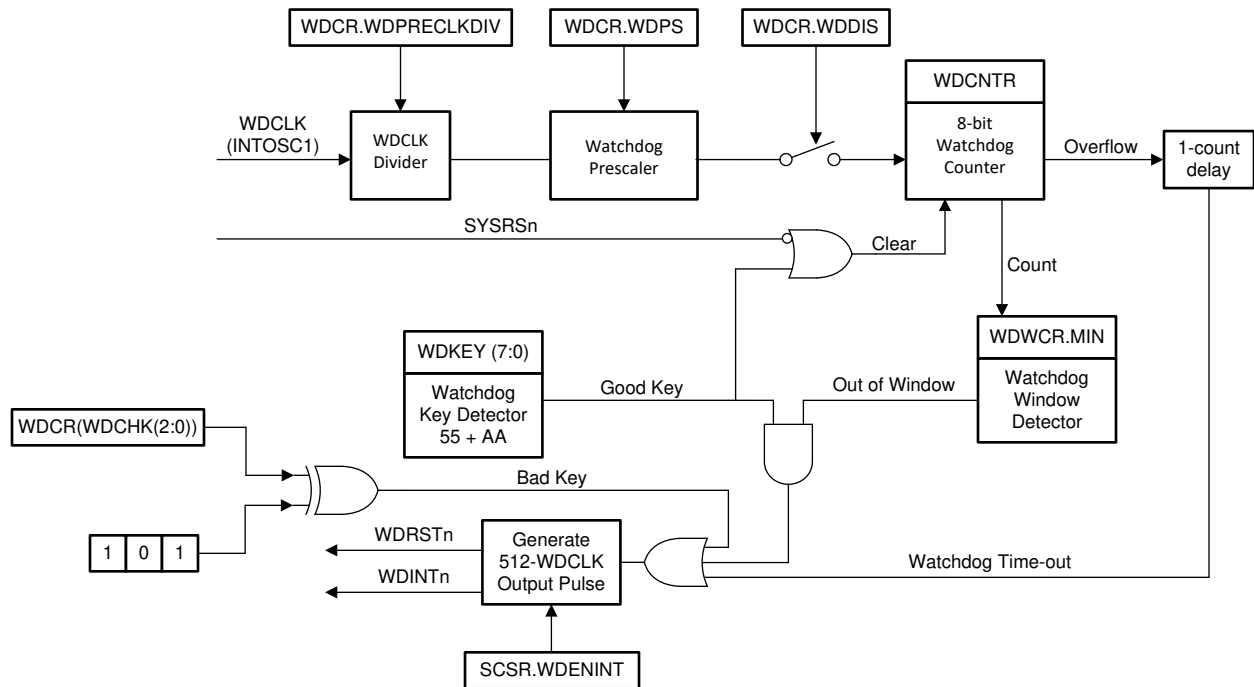 WDCR.WDPRECLKDIV
WDCR.WDPS
WDCR.WDDIS
WDCNTR
8-bit
Watchdog
Counter
WDCLK
(INTOSC1)
WDCLK
Divider
Watchdog
Prescaler
Overflow
1-count
delay
SYSRSn
Clear
Count
WDKEY (7:0)
Watchdog
Key Detector
55 + AA
Good Key
Out of Window
WDWCR.MIN
Watchdog
Window
Detector
WDCR(WDCHK(2:0))
Bad Key
1 0 1
WDRSTn
WDINTn
Generate
512-WDCLK
Output Pulse
Watchdog Time-out
SCSR.WDENINT